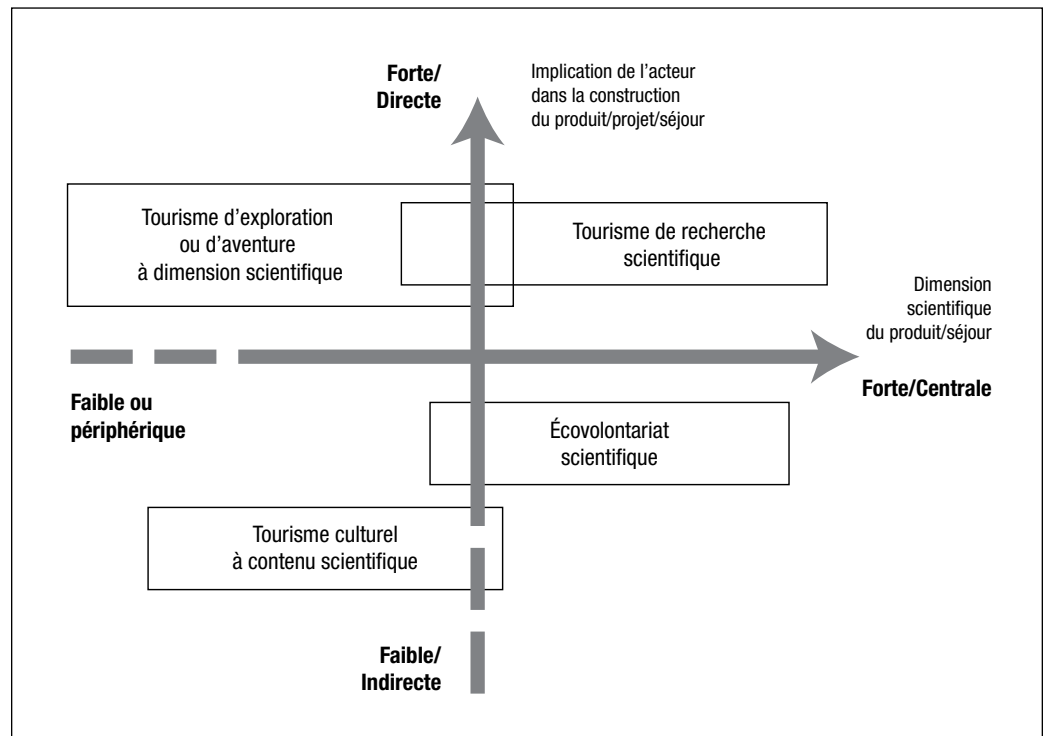 Forte/
Directe
Implication de l’acteur
dans la construction
du produit/projet/séjour
Tourisme d’exploration
ou d’aventure
à dimension scientifique
Tourisme de recherche
scientifique
Dimension
scientifique
du produit/séjour
Forte/Centrale
Faible ou
périphérique
Écovolontariat
scientifique
Tourisme culturel
à contenu scientifique
Faible/
Indirecte